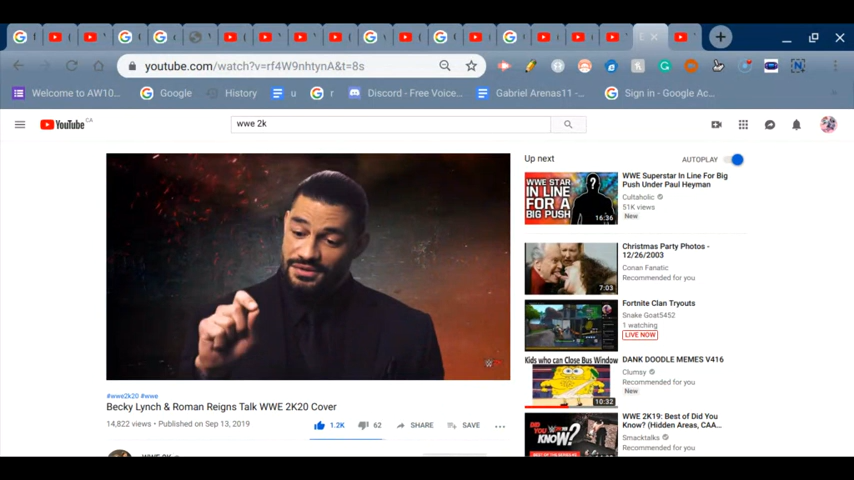 youtube.com/watch?v=rf4W9nhtynA&t=8s
Welcome to AW10...
Google
History
u
r
Discord - Free Voice...
Gabriel Arenas11 -...
Sign in - Google Ac...
YouTube CA
wwe 2k
Up next
AUTOPLAY
WWE STAR
IN LINE
FOR A
BIG PUSH
16:36
WWE Superstar In Line For Big
Push Under Paul Heyman
Cultaholic
51K views
New
7:03
Christmas Party Photos -
12/26/2003
Conan Fanatic
Recommended for you
Fortnite Clan Tryouts
Snake Goat5452
1 watching
LIVE NOW
Kids who can Close Bus Window
10:32
DANK DOODLE MEMES V416
Clumsy
Recommended for you
New
DID YOU
KNOW?
WWE 2K19: Best of Did You
Know? (Hidden Areas, CAA...
Smacktalks
Recommended for you
#wwe2k20 #wwe
Becky Lynch & Roman Reigns Talk WWE 2K20 Cover
14,822 views • Published on Sep 13, 2019
1.2K
62
SHARE
SAVE